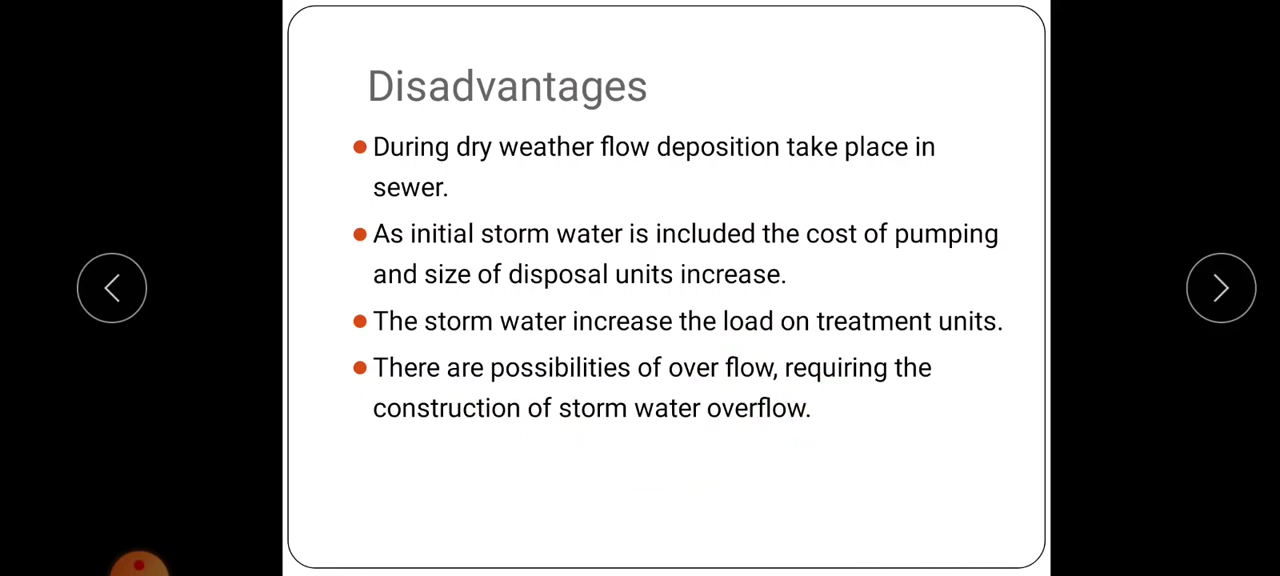 Disadvantages
During dry weather flow deposition take place in
sewer.
As initial storm water is included the cost of pumping
and size of disposal units increase.
The storm water increase the load on treatment units.
There are possibilities of over flow, requiring the
construction of storm water overflow.